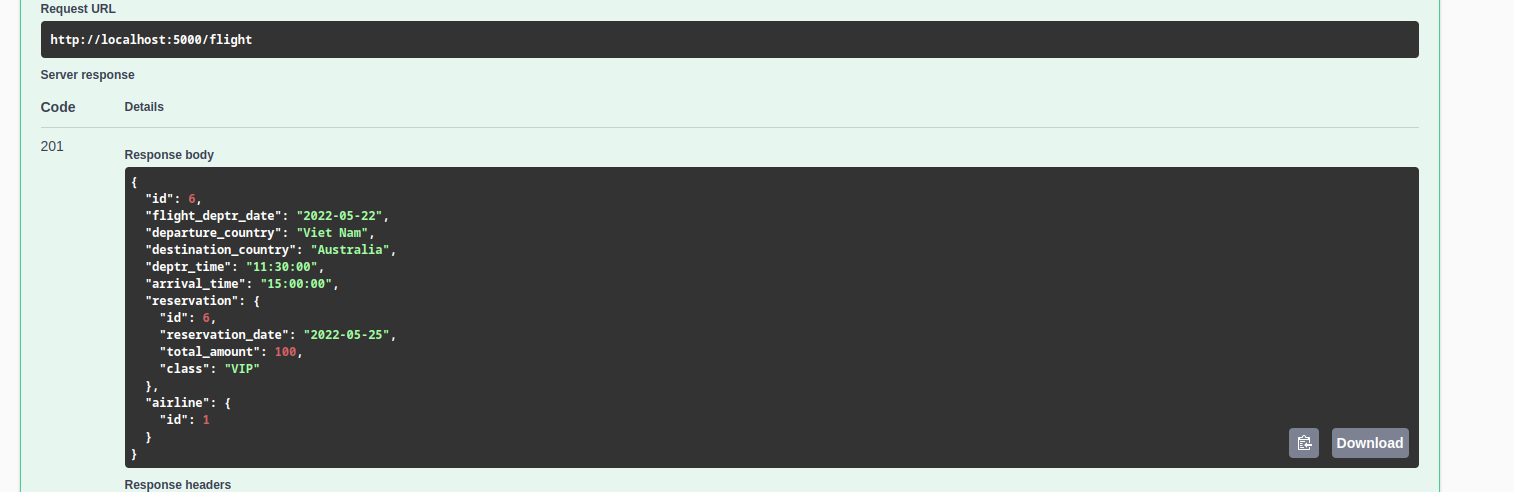 Request URL
http://localhost:5000/flight
Server response
Code Details
201
Response body
{
  "id": 6,
  "flight_deptr_date": "2022-05-22",
  "departure_country": "Viet Nam",
  "destination_country": "Australia",
  "deptr_time": "11:30:00",
  "arrival_time": "15:00:00",
  "reservation": {
    "id": 6,
    "reservation_date": "2022-05-25",
    "total_amount": 100,
    "class": "VIP"
  },
  "airline": {
    "id": 1
  }
}
Download
Response headers